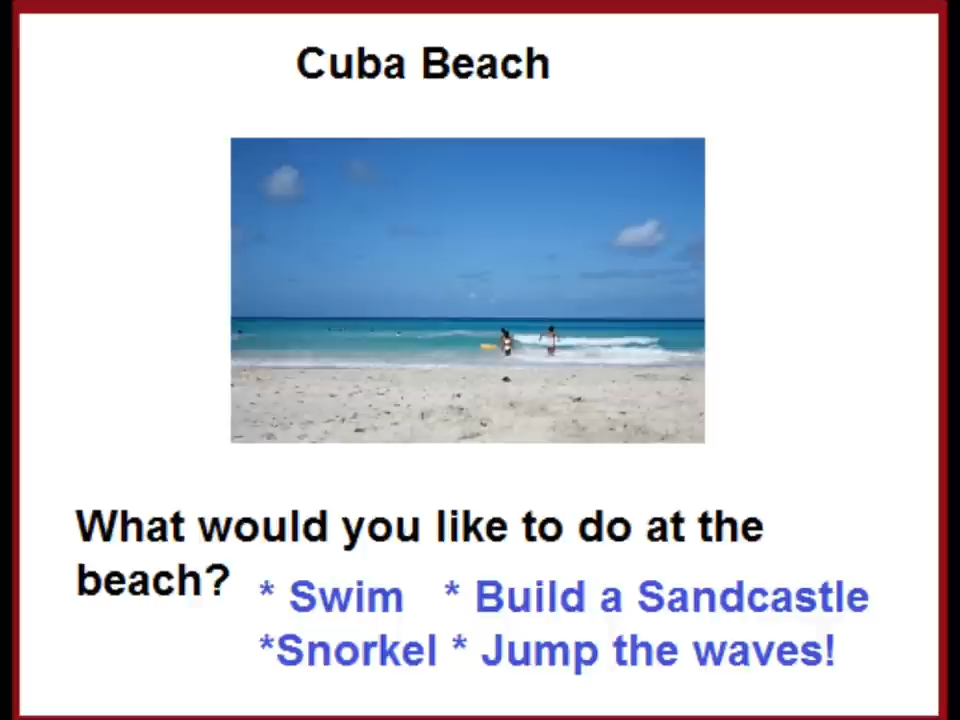 Cuba Beach
What would you like to do at the
beach?
* Swim * Build a Sandcastle
*Snorkel * Jump the waves!